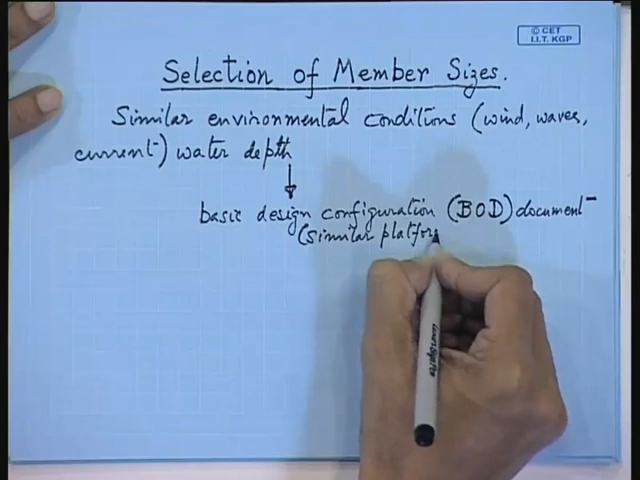 © CET
I.I.T. KGP
Selection of Member Sizes.
Similar environmental conditions (wind, waves,
current) water depth
basic design configuration (BOD) document
(similar platfor